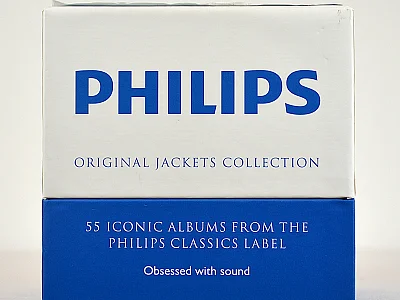 PHILIPS
ORIGINAL JACKETS COLLECTION
55 ICONIC ALBUMS FROM THE
PHILIPS CLASSICS LABEL
Obsessed with sound